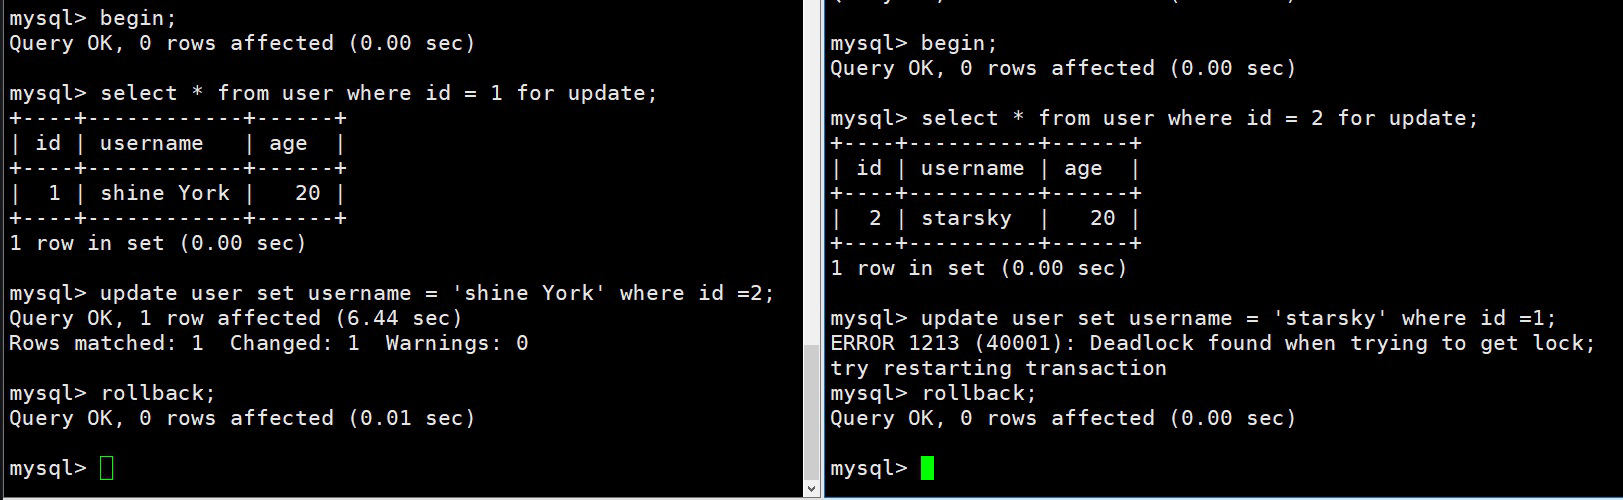 mysql> begin;
Query OK, 0 rows affected (0.00 sec)
mysql> select * from user where id = 1 for update;
+----+------------+------+
| id | username   | age  |
+----+------------+------+
|  1 | shine York |   20 |
+----+------------+------+
1 row in set (0.00 sec)
mysql> update user set username = 'shine York' where id =2;
Query OK, 1 row affected (6.44 sec)
Rows matched: 1  Changed: 1  Warnings: 0
mysql> rollback;
Query OK, 0 rows affected (0.01 sec)
mysql>
mysql> begin;
Query OK, 0 rows affected (0.00 sec)
mysql> select * from user where id = 2 for update;
+----+----------+------+
| id | username | age  |
+----+----------+------+
|  2 | starsky  |   20 |
+----+----------+------+
1 row in set (0.00 sec)
mysql> update user set username = 'starsky' where id =1;
ERROR 1213 (40001): Deadlock found when trying to get lock;
try restarting transaction
mysql> rollback;
Query OK, 0 rows affected (0.00 sec)
mysql>